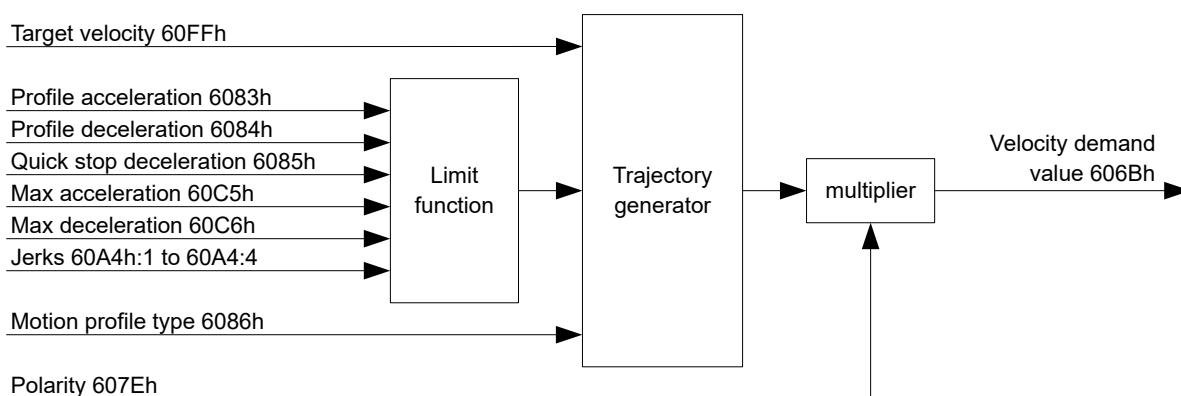 Target velocity 60FFh
Profile acceleration 6083h
Profile deceleration 6084h
Quick stop deceleration 6085h
Max acceleration 60C5h
Max deceleration 60C6h
Jerks 60A4h:1 to 60A4:4
Motion profile type 6086h
Polarity 607Eh
Limit
function
Trajectory
generator
multiplier
Velocity demand
value 606Bh